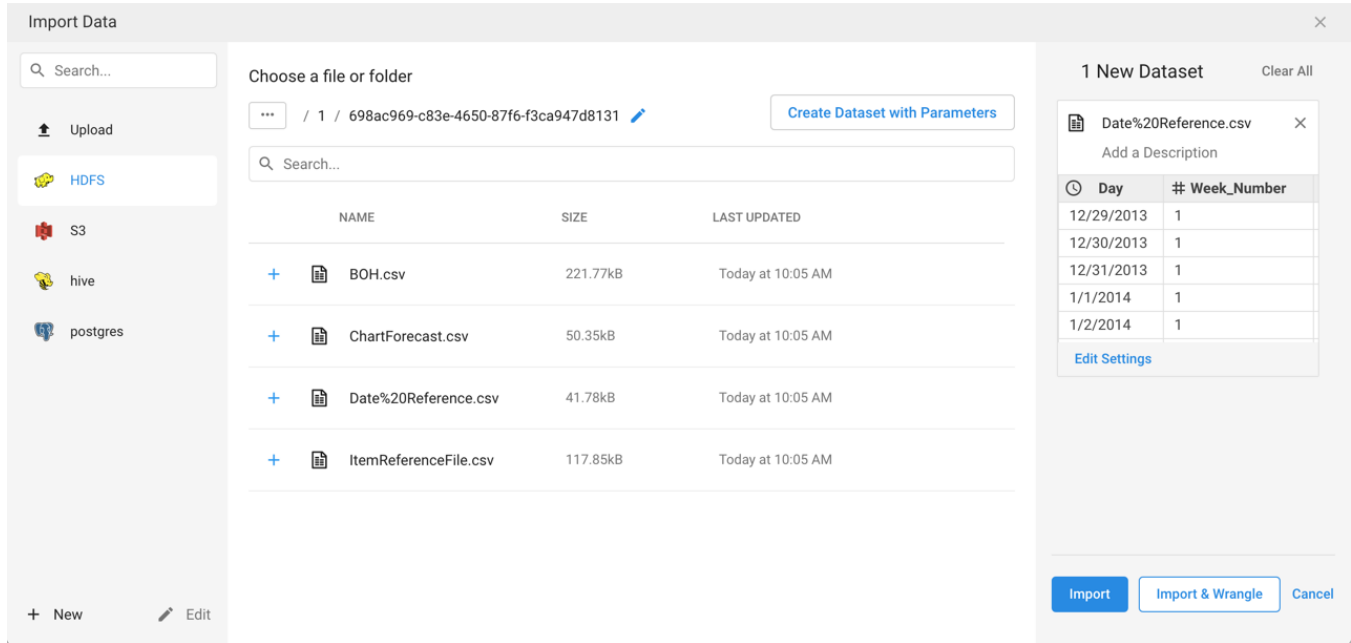 Import Data
Search...
Upload
HDFS
S3
hive
postgres
+ New
Edit
Choose a file or folder
... / 1 / 698ac969-c83e-4650-87f6-f3ca947d8131
Create Dataset with Parameters
Search...
NAME SIZE LAST UPDATED
+ BOH.csv 221.77kB Today at 10:05 AM
+ ChartForecast.csv 50.35kB Today at 10:05 AM
+ Date%20Reference.csv 41.78kB Today at 10:05 AM
+ ItemReferenceFile.csv 117.85kB Today at 10:05 AM
1 New Dataset Clear All
Date%20Reference.csv
Add a Description
Day # Week_Number
12/29/2013 1
12/30/2013 1
12/31/2013 1
1/1/2014 1
1/2/2014 1
Edit Settings
Import Import & Wrangle Cancel